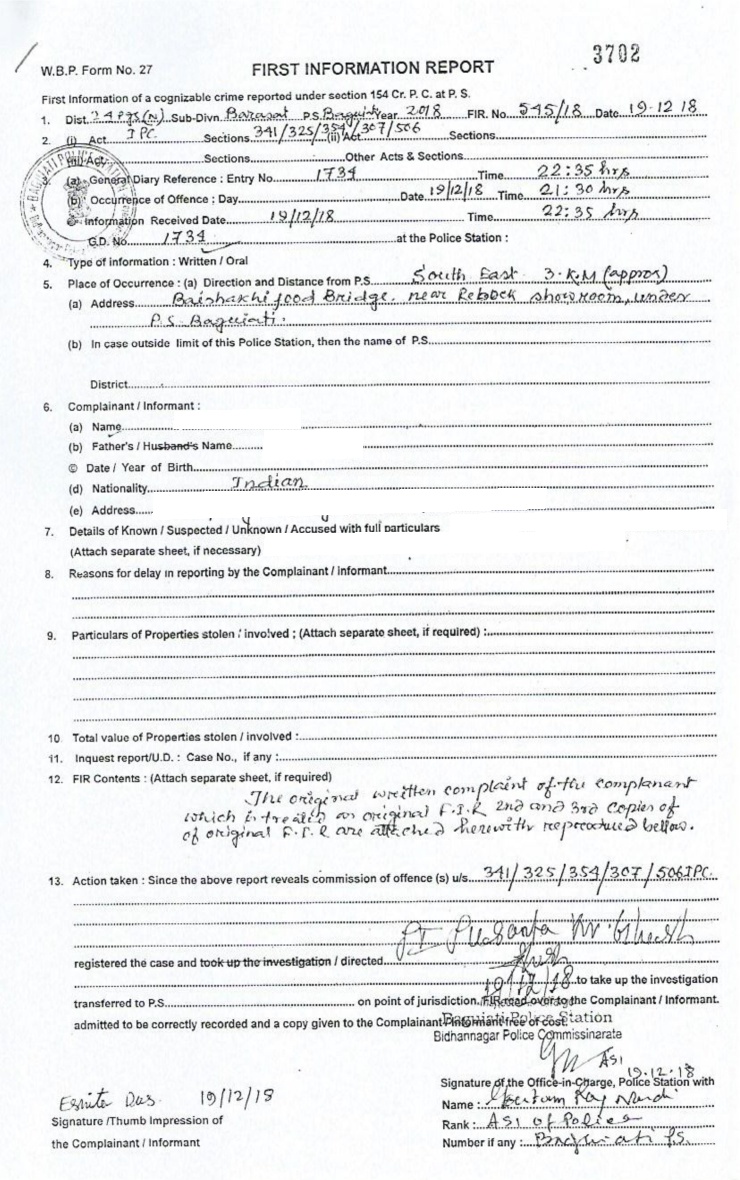 3702
W.B.P. Form No. 27
FIRST INFORMATION REPORT
First Information of a cognizable crime reported under section 154 Cr. P. C. at P. S.
1. Dist. 24 Pgs (N) Sub-Divn. Barasat P.S. Baguiati Year 2018 FIR. No. 545/18 Date 19-12 18
2. (i) Act IPC. Sections 341/325/354/307/506 (ii) Act Sections
(iii) Act Sections Other Acts & Sections
3. (a) General Diary Reference : Entry No. 1734 Time 22:35 hrs
(b) Occurrence of Offence : Day Date 19/12/18 Time 21:30 hrs
© Information Received Date 19/12/18 Time 22:35 hrs
G.D. No. 1734 at the Police Station :
4. Type of information : Written / Oral
5. Place of Occurrence : (a) Direction and Distance from P.S. South East 3.K.M (approx)
(a) Address Baishakhi food Bridge, near Rebock showroom, under
P.S. Baguiati.
(b) In case outside limit of this Police Station, then the name of P.S.
District
6. Complainant / Informant :
(a) Name
(b) Father's / Husband's Name
© Date / Year of Birth
(d) Nationality Indian
(e) Address
7. Details of Known / Suspected / Unknown / Accused with full particulars
(Attach separate sheet, if necessary)
8. Reasons for delay in reporting by the Complainant / Informant
9. Particulars of Properties stolen / involved ; (Attach separate sheet, if required) :
10. Total value of Properties stolen / involved :
11. Inquest report/U.D. : Case No., if any :
12. FIR Contents : (Attach separate sheet, if required)
The original written complaint of the complanant
which is treated as original F.I.R 2nd and 3rd copies of
of original F.I.R are attached herewith reproduced bellow.
13. Action taken : Since the above report reveals commission of offence (s) u/s. 341/325/354/307/506 IPC.
registered the case and took up the investigation / directed
19/12/18 to take up the investigation
transferred to P.S. on point of jurisdiction. FIR read over to the Complainant / Informant.
admitted to be correctly recorded and a copy given to the Complainant / Informant free of cost.
Baguiati Police Station
Bidhannagar Police Commissinarate
ASI
19.12.18
Signature of the Office-in-Charge, Police Station with
Esnite Das. 19/12/18
Name :
Signature /Thumb Impression of
Rank : ASI of Police
the Complainant / Informant
Number if any : Baguiati P.S.